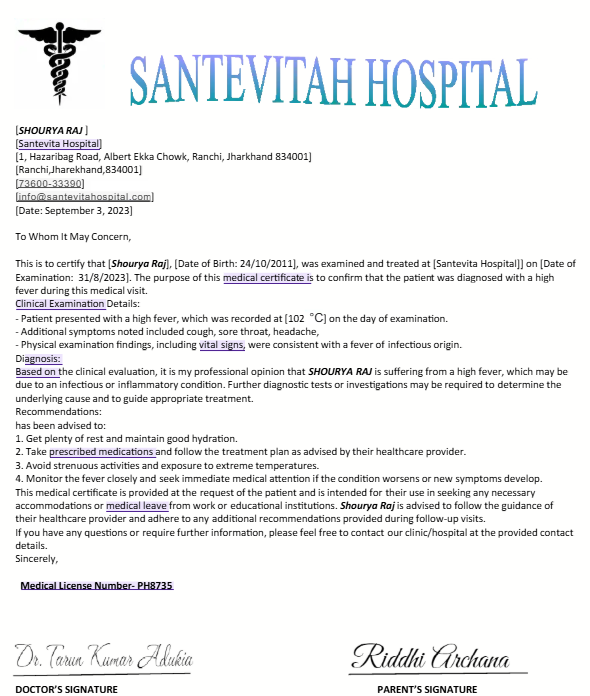 SANTEVITAH HOSPITAL
[SHOURYA RAJ ]
[Santevita Hospital]
[1, Hazaribag Road, Albert Ekka Chowk, Ranchi, Jharkhand 834001]
[Ranchi,Jharekhand,834001]
[73600-33390]
[info@santevitahospital.com]
[Date: September 3, 2023]
To Whom It May Concern,
This is to certify that [Shourya Raj], [Date of Birth: 24/10/2011], was examined and treated at [Santevita Hospital]] on [Date of
Examination:  31/8/2023]. The purpose of this medical certificate is to confirm that the patient was diagnosed with a high
fever during this medical visit.
Clinical Examination Details:
- Patient presented with a high fever, which was recorded at [102  °C] on the day of examination.
- Additional symptoms noted included cough, sore throat, headache,
- Physical examination findings, including vital signs, were consistent with a fever of infectious origin.
Diagnosis:
Based on the clinical evaluation, it is my professional opinion that SHOURYA RAJ is suffering from a high fever, which may be
due to an infectious or inflammatory condition. Further diagnostic tests or investigations may be required to determine the
underlying cause and to guide appropriate treatment.
Recommendations:
has been advised to:
1. Get plenty of rest and maintain good hydration.
2. Take prescribed medications and follow the treatment plan as advised by their healthcare provider.
3. Avoid strenuous activities and exposure to extreme temperatures.
4. Monitor the fever closely and seek immediate medical attention if the condition worsens or new symptoms develop.
This medical certificate is provided at the request of the patient and is intended for their use in seeking any necessary
accommodations or medical leave from work or educational institutions. Shourya Raj is advised to follow the guidance of
their healthcare provider and adhere to any additional recommendations provided during follow-up visits.
If you have any questions or require further information, please feel free to contact our clinic/hospital at the provided contact
details.
Sincerely,
Medical License Number- PH8735
Dr. Tarun Kumar Adukia
Riddhi Archana
DOCTOR'S SIGNATURE
PARENT'S SIGNATURE